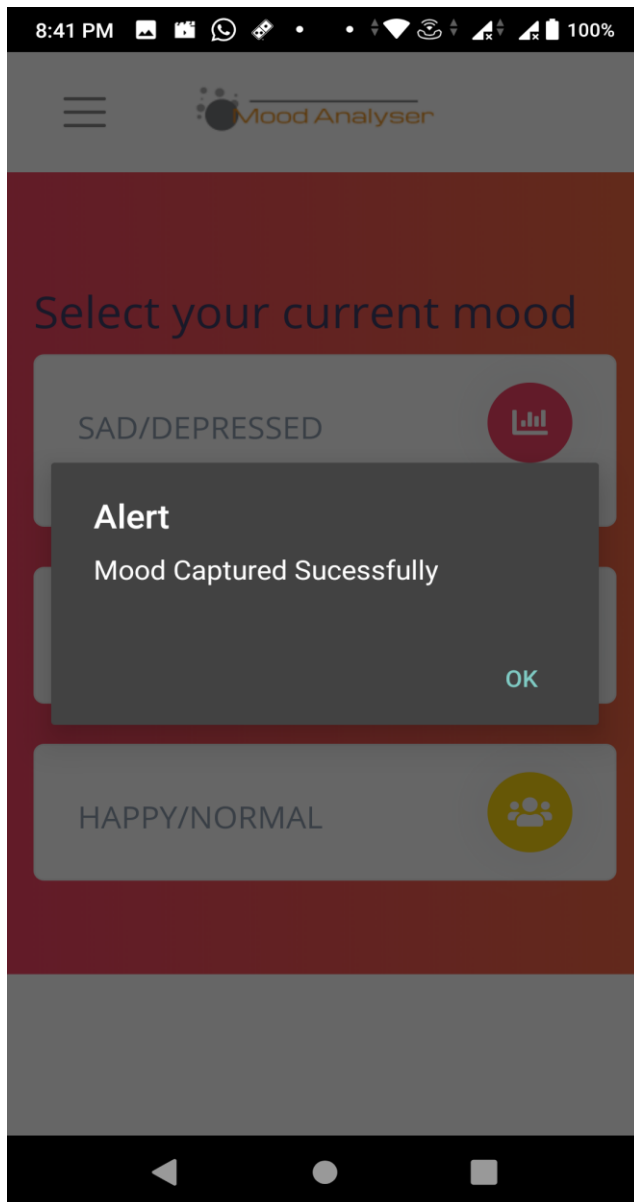 8:41 PM 100%
Mood Analyser
Select your current mood
SAD/DEPRESSED
Alert
Mood Captured Sucessfully
OK
HAPPY/NORMAL